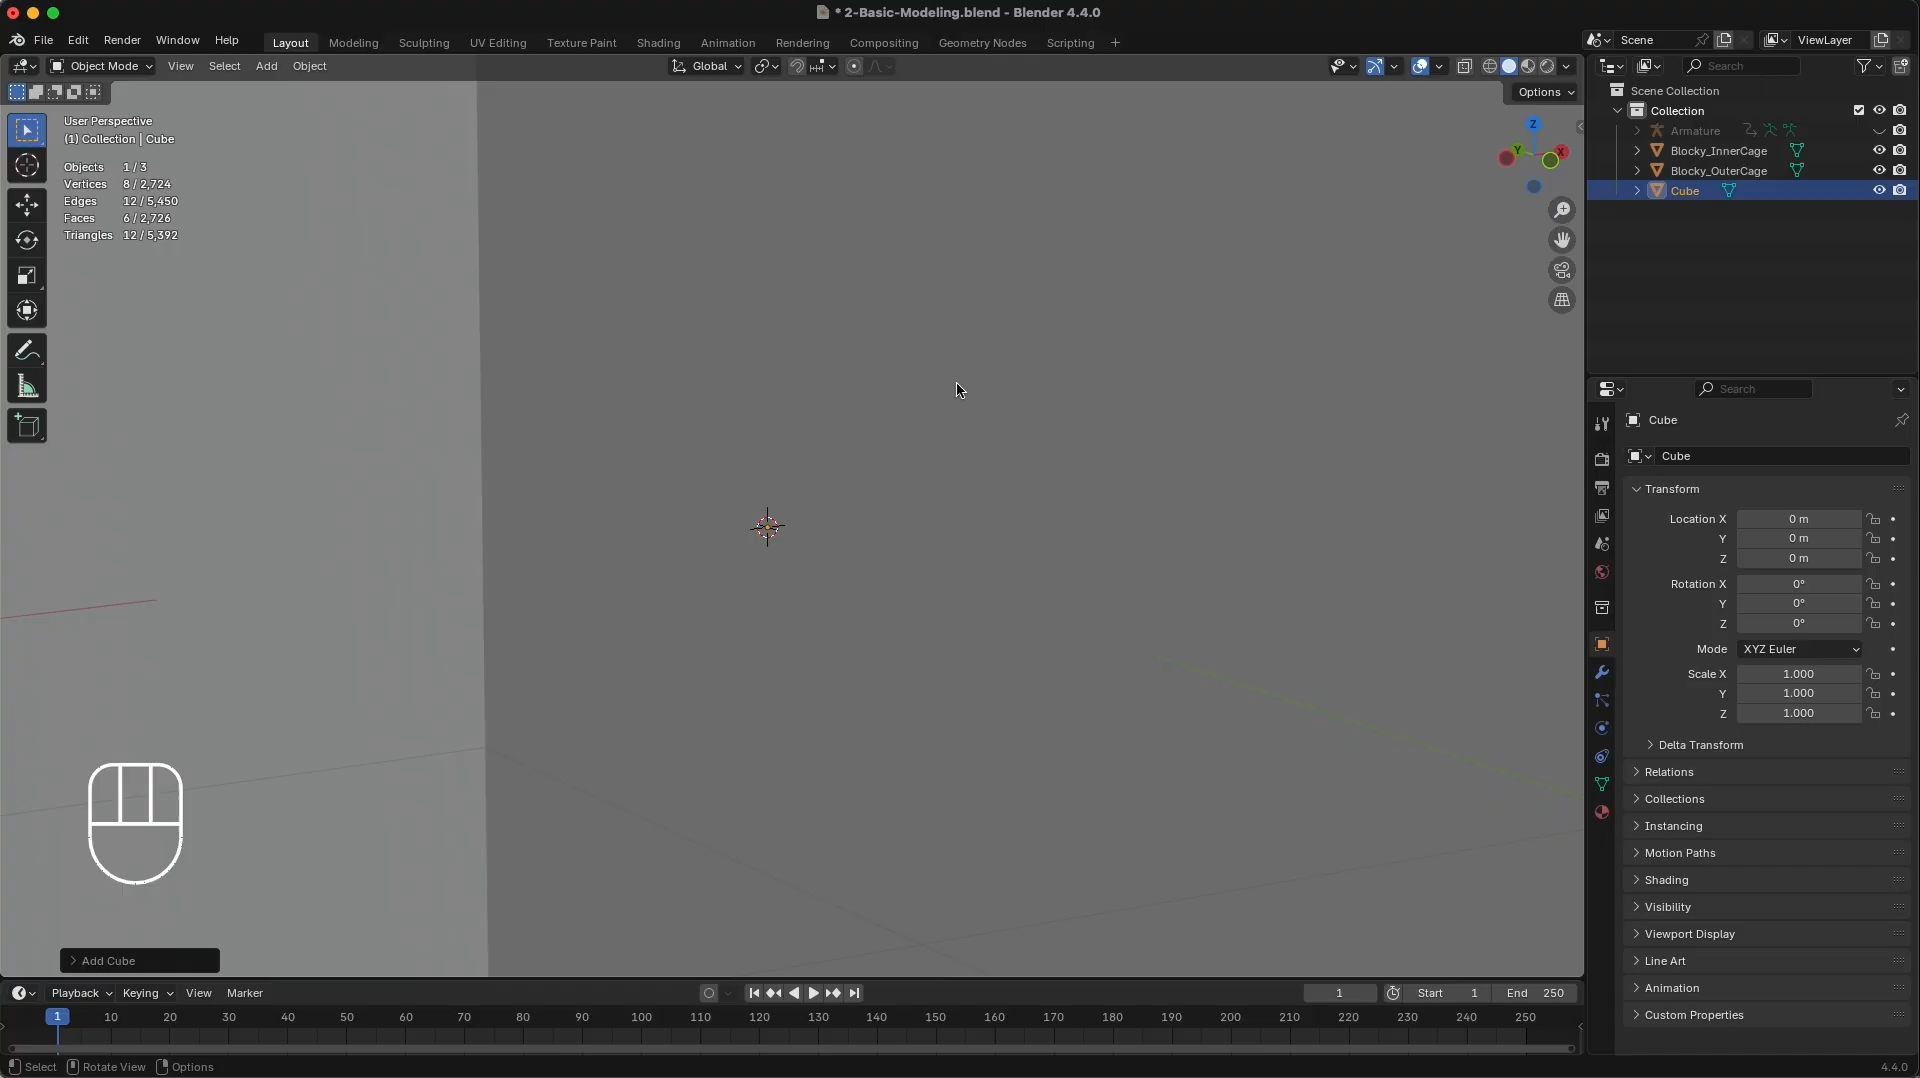 * 2-Basic-Modeling.blend - Blender 4.4.0
File Edit Render Window Help Layout Modeling Sculpting UV Editing Texture Paint Shading Animation Rendering Compositing Geometry Nodes Scripting + Scene ViewLayer
Object Mode View Select Add Object Global Search
Options
Scene Collection
Collection
Armature
Blocky_InnerCage
Blocky_OuterCage
Cube
User Perspective
(1) Collection | Cube
Objects 1 / 3
Vertices 8 / 2,724
Edges 12 / 5,450
Faces 6 / 2,726
Triangles 12 / 5,392
Z
Y X
Search
Cube
Cube
Transform
Location X 0 m
Y 0 m
Z 0 m
Rotation X 0°
Y 0°
Z 0°
Mode XYZ Euler
Scale X 1.000
Y 1.000
Z 1.000
Delta Transform
Relations
Collections
Instancing
Motion Paths
Shading
Visibility
Viewport Display
Line Art
Animation
Custom Properties
Add Cube
Playback Keying View Marker 1 Start 1 End 250
1 10 20 30 40 50 60 70 80 90 100 110 120 130 140 150 160 170 180 190 200 210 220 230 240 250
Select Rotate View Options 4.4.0